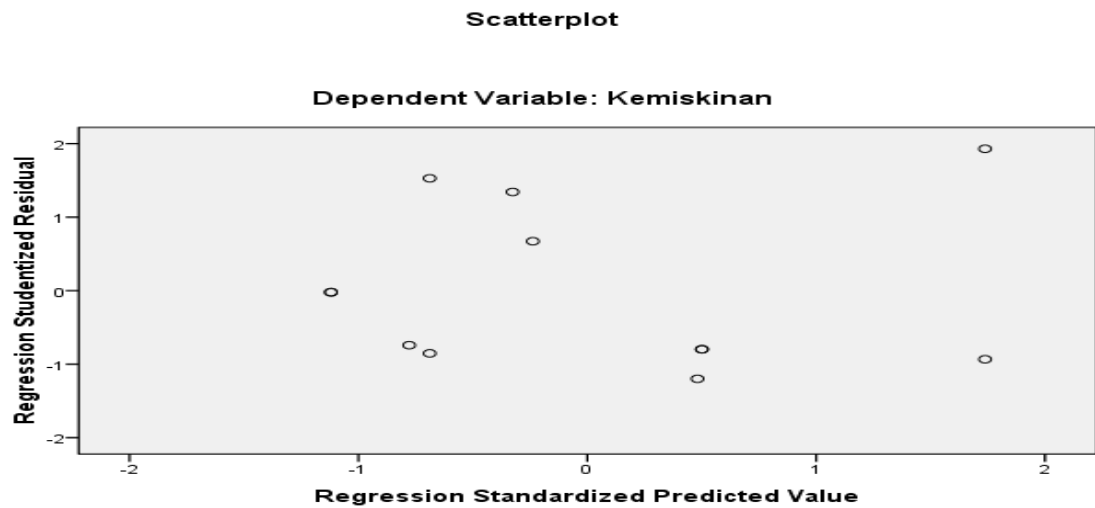 Scatterplot
Dependent Variable: Kemiskinan
Regression Studentized Residual
2
1
0
-1
-2
-2
-1
0
1
2
Regression Standardized Predicted Value